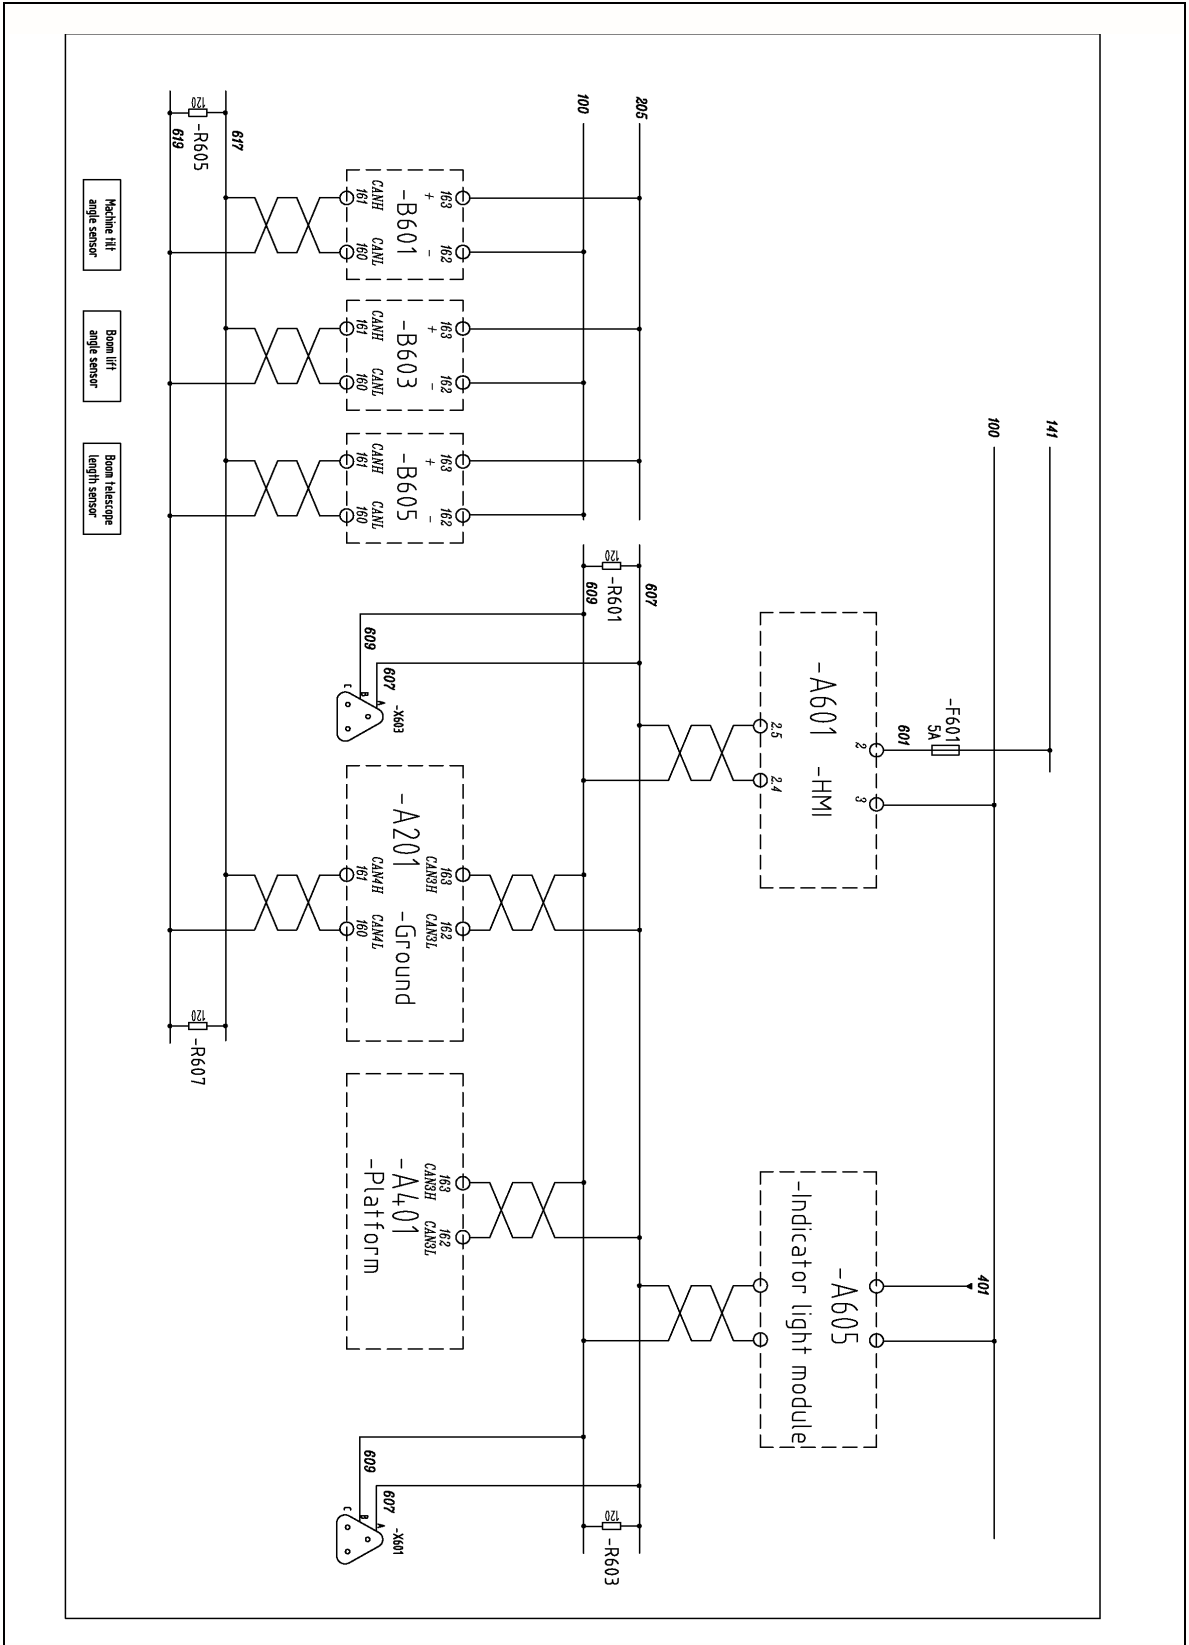 141
100
401
-F601
5A
601
2
3
-A601 -HMI
-A605
-Indicator light module
2.5
2.4
205
607
100
120
-R601
609
120
-R603
163
162
+
-
-B601
CANH
CANL
161
160
163
162
+
-
-B603
CANH
CANL
161
160
163
162
+
-
-B605
CANH
CANL
161
160
609
607
A
B
C
-X603
163
162
CAN3H
CAN3L
-A201 -Ground
CAN4H
CAN4L
161
160
163
162
CAN3H
CAN3L
-A401
-Platform
609
607
A
B
C
-X601
617
120
-R605
619
120
-R607
Machine tilt
angle sensor
Boom lift
angle sensor
Boom telescope
length sensor